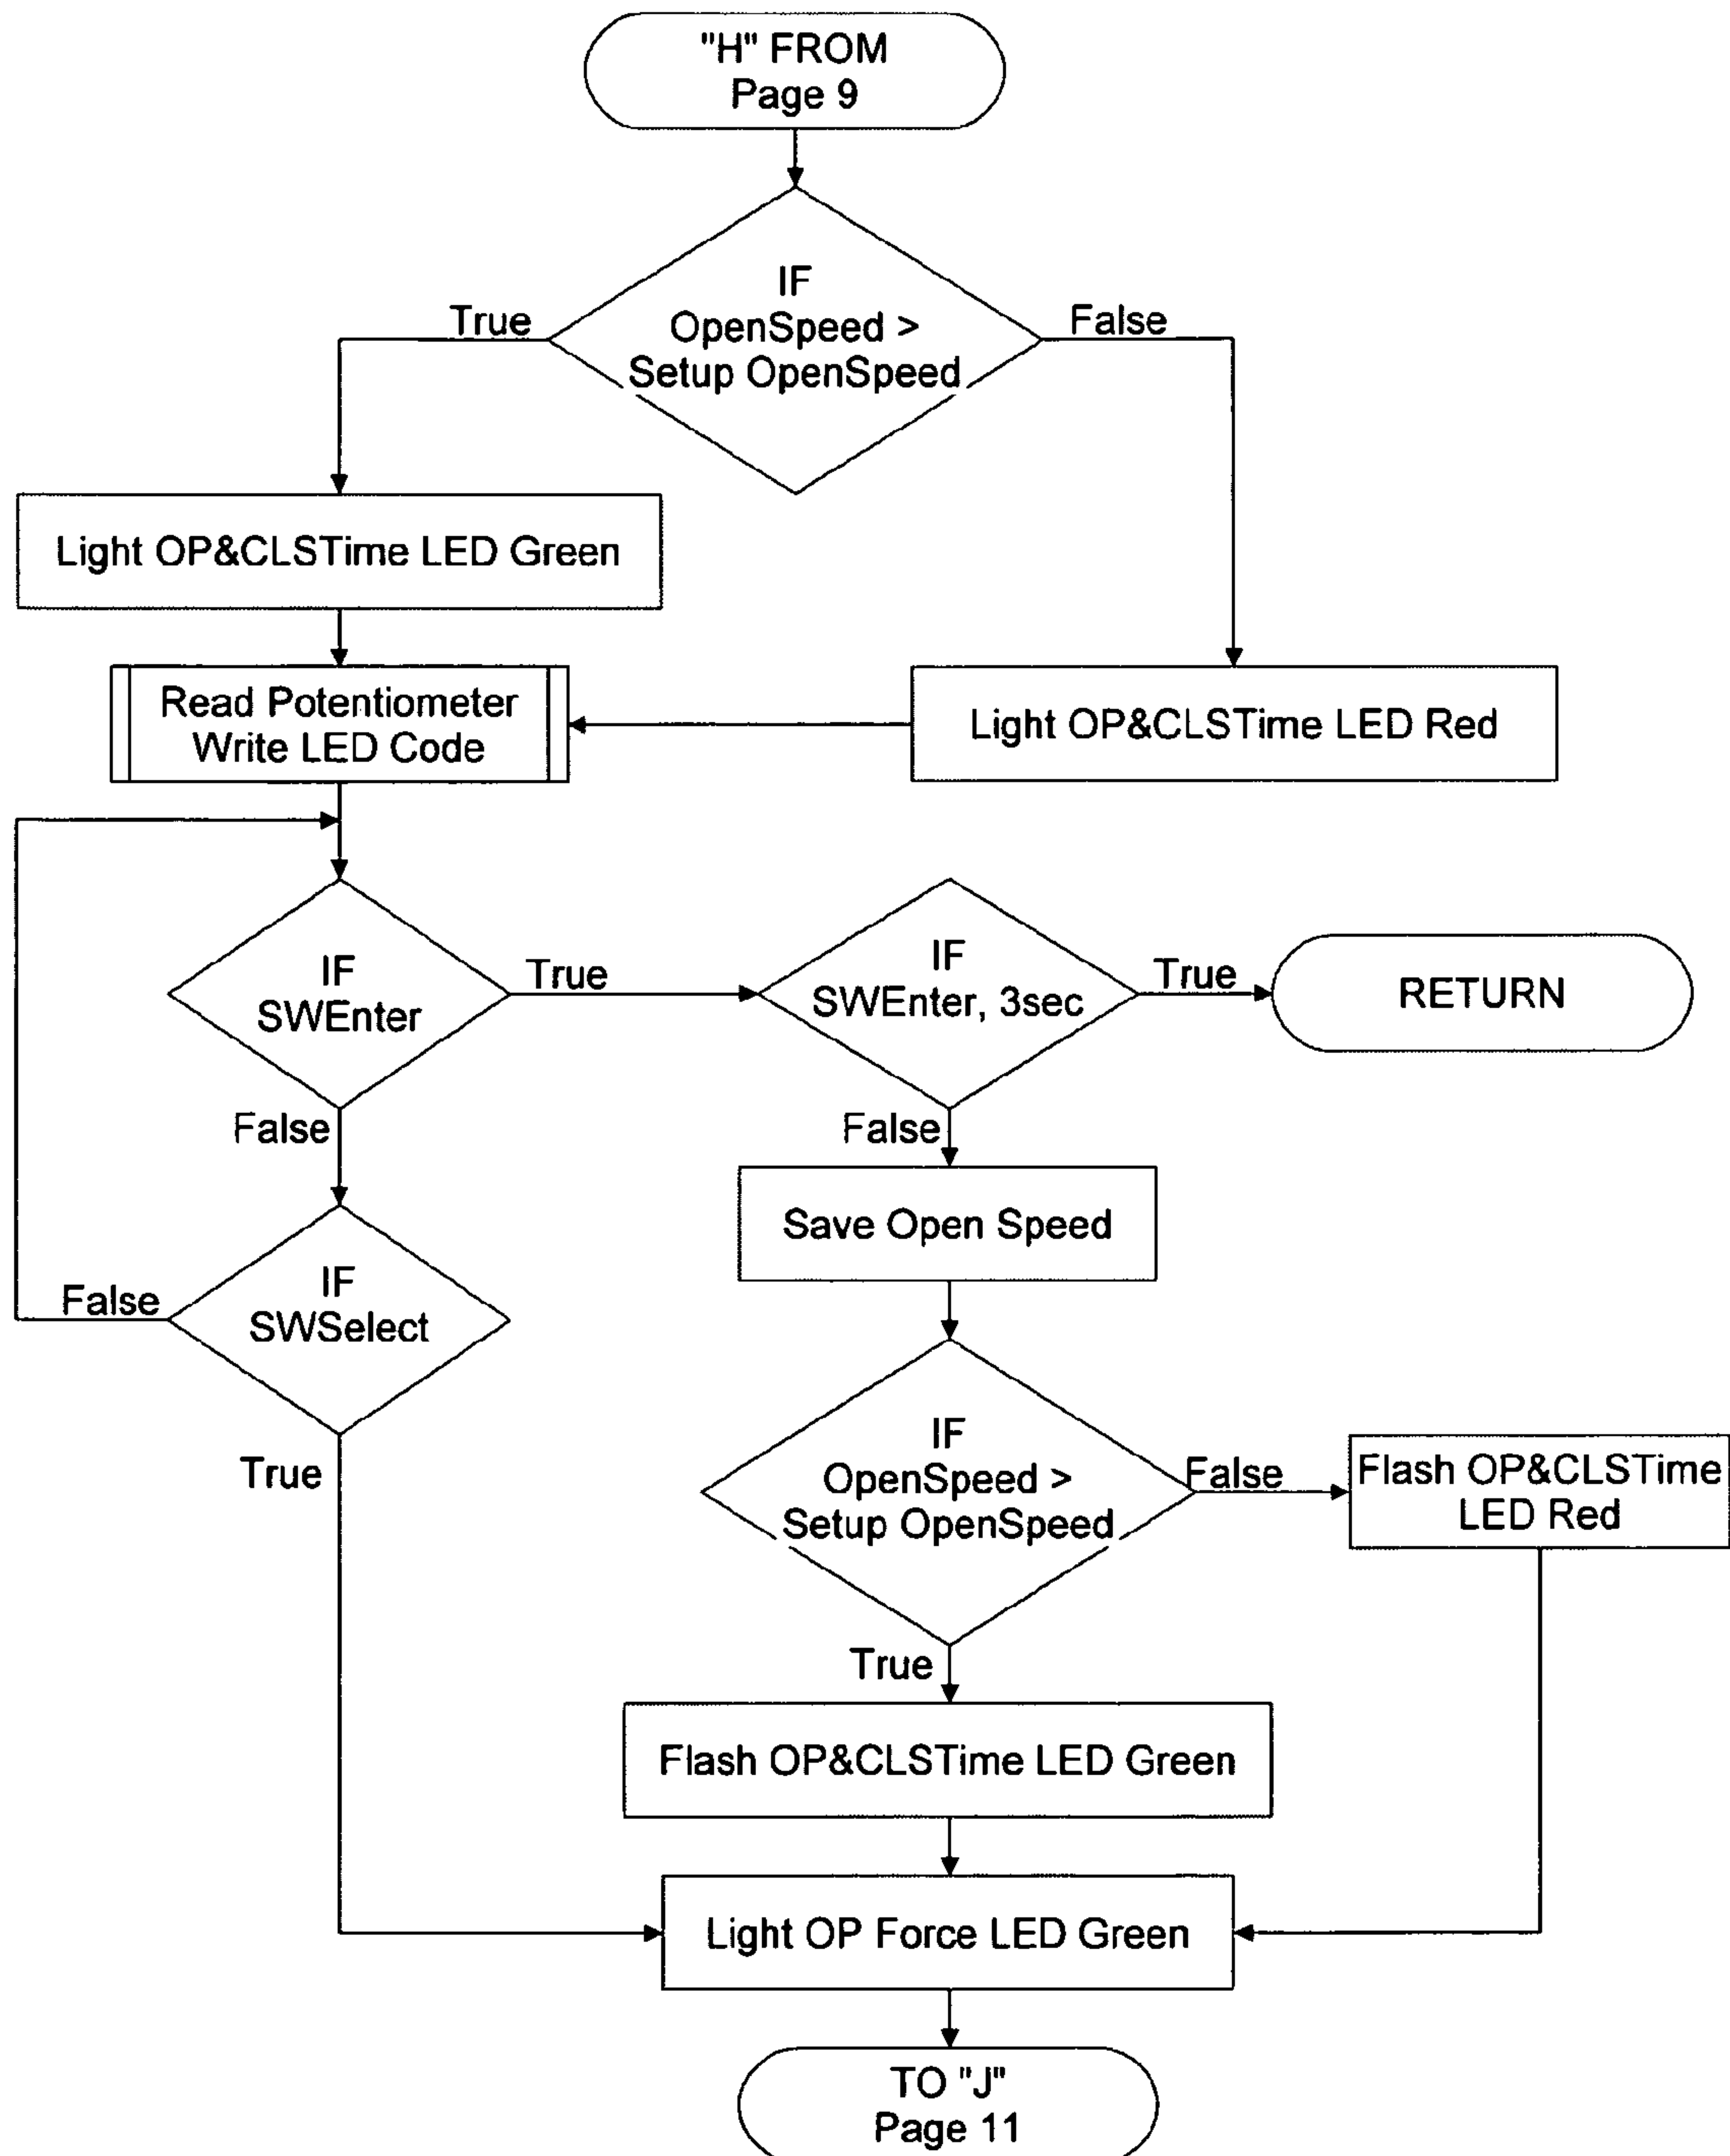 "H" FROM
Page 9
IF
OpenSpeed >
Setup OpenSpeed
True
False
Light OP&CLSTime LED Green
Read Potentiometer
Write LED Code
Light OP&CLSTime LED Red
IF
SWEnter
True
IF
SWEnter, 3sec
True
RETURN
False
False
Save Open Speed
IF
SWSelect
False
True
IF
OpenSpeed >
Setup OpenSpeed
False
Flash OP&CLSTime
LED Red
True
Flash OP&CLSTime LED Green
Light OP Force LED Green
TO "J"
Page 11